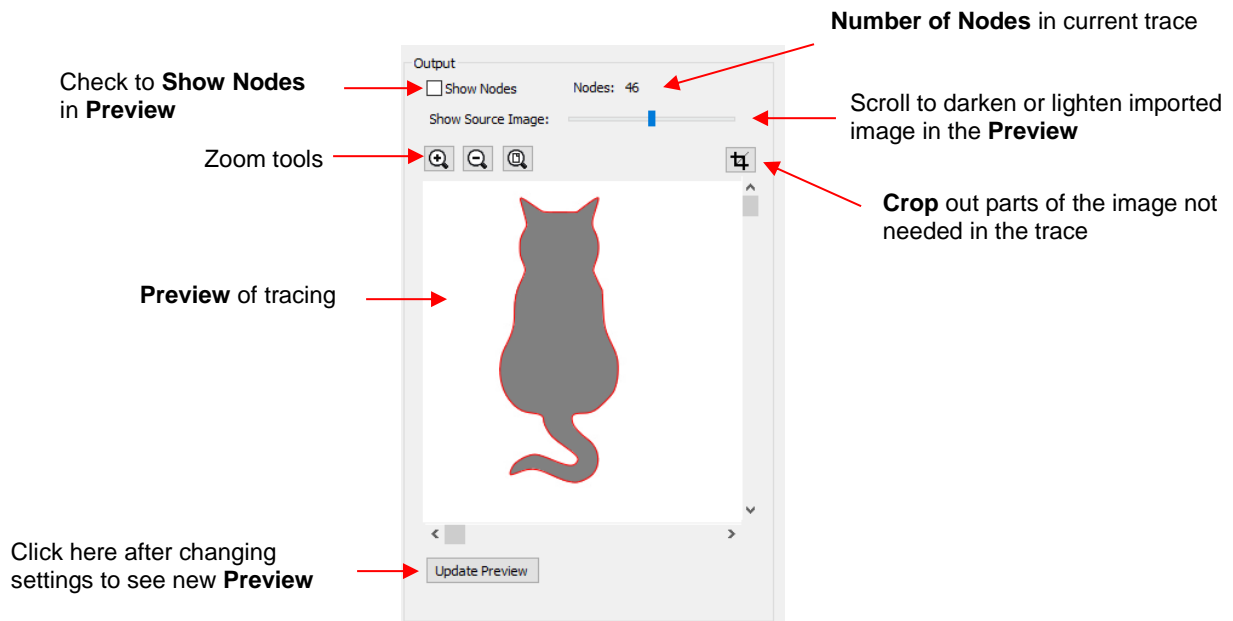 Number of Nodes in current trace
Output
Check to Show Nodes
in Preview
Show Nodes
Nodes: 46
Scroll to darken or lighten imported
image in the Preview
Show Source Image:
Zoom tools
Crop out parts of the image not
needed in the trace
Preview of tracing
Click here after changing
settings to see new Preview
Update Preview